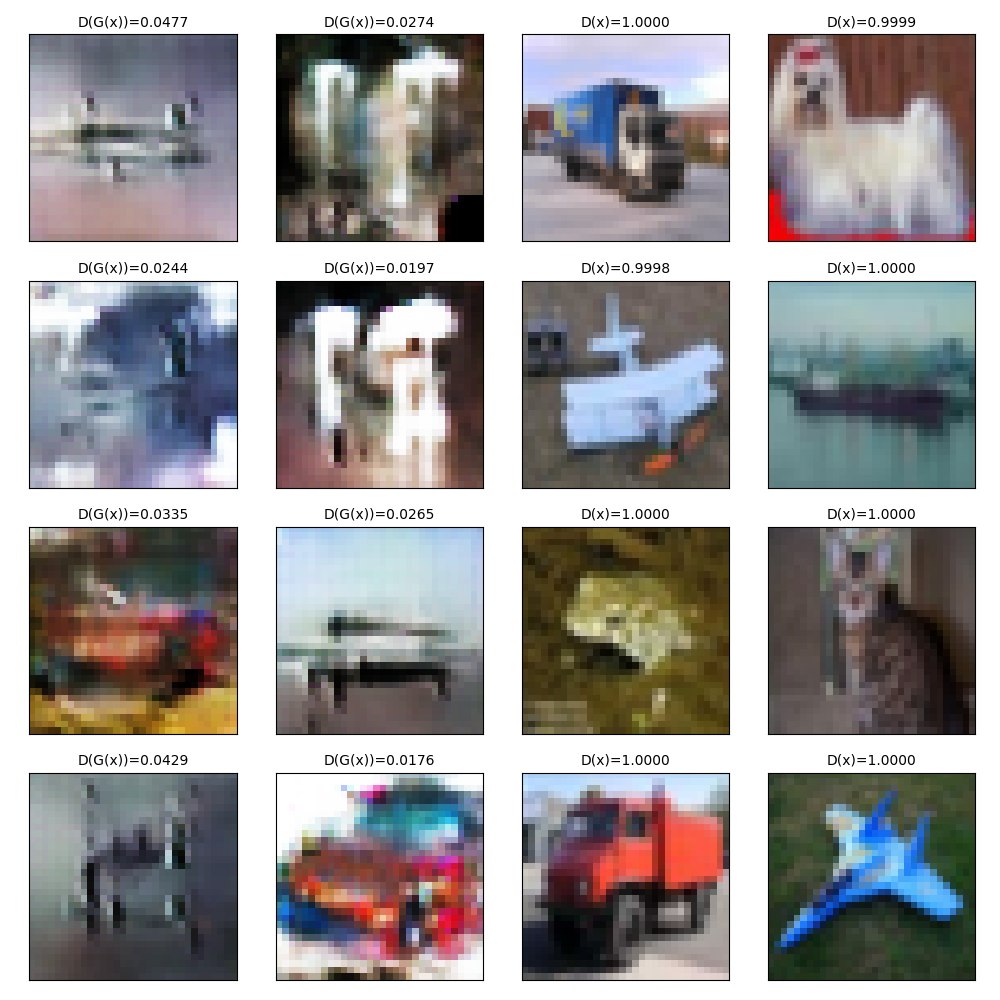 D(G(x))=0.0477 D(G(x))=0.0274 D(x)=1.0000 D(x)=0.9999
D(G(x))=0.0244 D(G(x))=0.0197 D(x)=0.9998 D(x)=1.0000
D(G(x))=0.0335 D(G(x))=0.0265 D(x)=1.0000 D(x)=1.0000
D(G(x))=0.0429 D(G(x))=0.0176 D(x)=1.0000 D(x)=1.0000